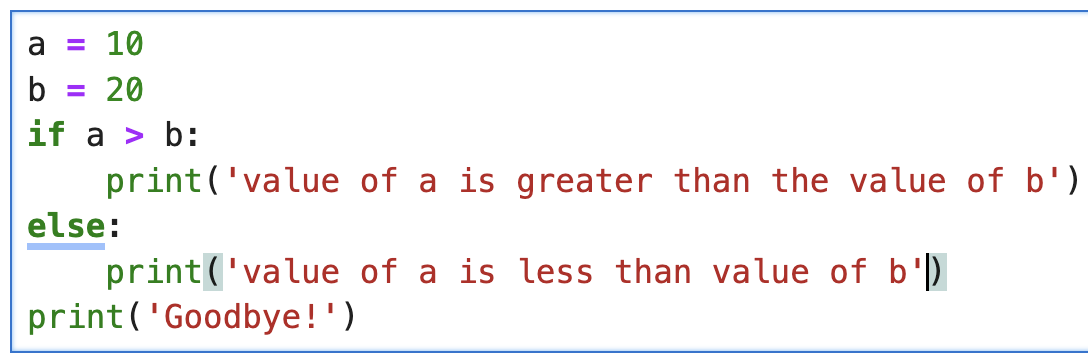 a = 10
b = 20
if a > b:
    print('value of a is greater than the value of b')
else:
    print('value of a is less than value of b')
print('Goodbye!')